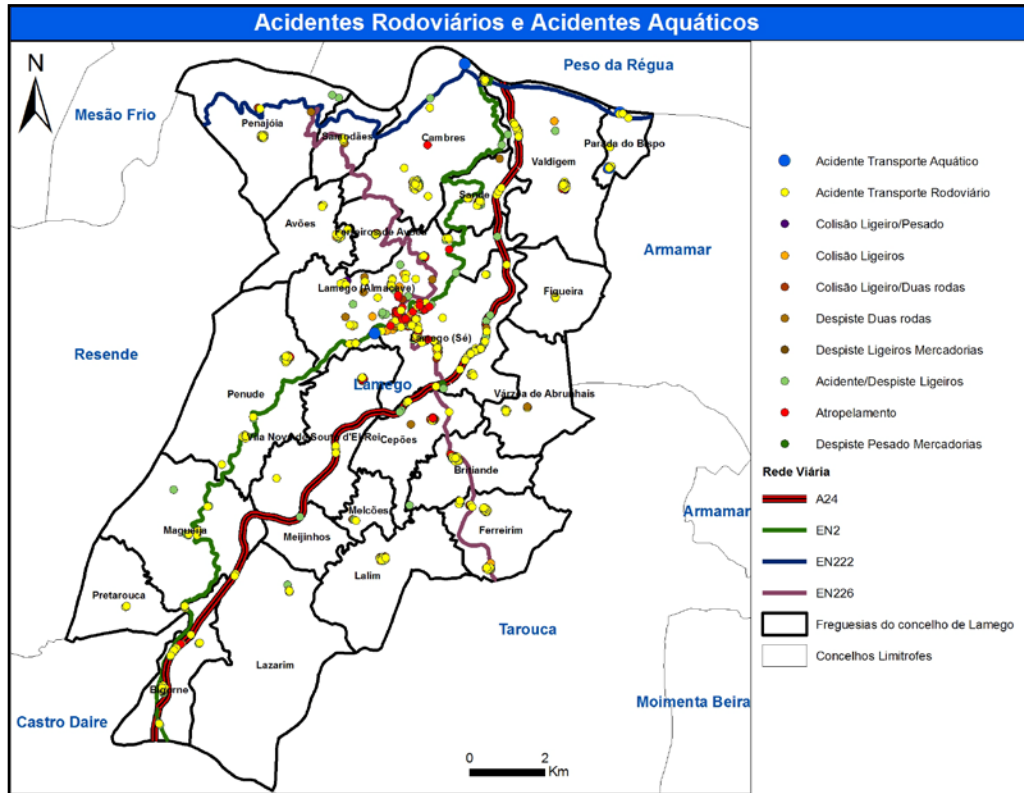 Acidentes Rodoviários e Acidentes Aquáticos
N
Peso da Régua
Mesão Frio
Penajóia
Samodães
Cambres
Parada do Bispo
Valdigem
Sande
Avões
Ferreiros de Avões
Armamar
Lamego (Almacave)
Figueira
Lamego (Sé)
Resende
Lamego
Penude
Várzea de Abrunhais
Vila Nova de Souto d'El-Rei
Cepões
Britiande
Melcões
Armamar
Magueija
Meijinhos
Ferreirim
Lalim
Pretarouca
Tarouca
Lazarim
Bigorne
Moimenta Beira
Castro Daire
0 2
Km
Acidente Transporte Aquático
Acidente Transporte Rodoviário
Colisão Ligeiro/Pesado
Colisão Ligeiros
Colisão Ligeiro/Duas rodas
Despiste Duas rodas
Despiste Ligeiros Mercadorias
Acidente/Despiste Ligeiros
Atropelamento
Despiste Pesado Mercadorias
Rede Viária
A24
EN2
EN222
EN226
Freguesias do concelho de Lamego
Concelhos Limitrofes